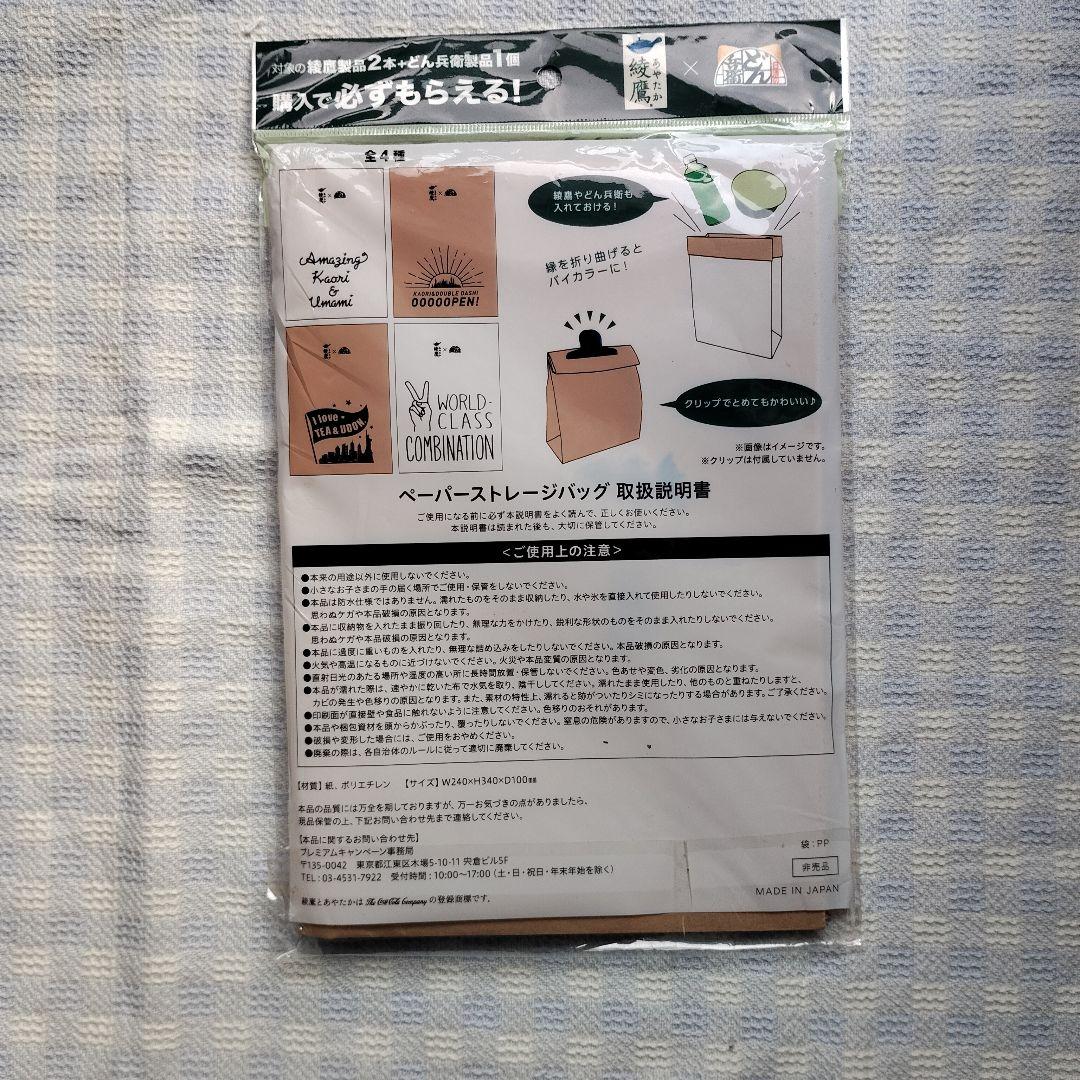 対象の綾鷹製品2本+どん兵衛製品1個
購入で必ずもらえる!
あやたか
綾鷹
×
どん兵衛
全4種
綾鷹 ×
Amazing
Kaori
&
Umami
綾鷹 ×
KAORI&DOUBLE DASHI
OOOOOPEN!
綾鷹 ×
I love
TEA & UDON
綾鷹 ×
WORLD-
CLASS
COMBINATION
綾鷹やどん兵衛も
入れておける!
縁を折り曲げると
バイカラーに!
クリップでとめてもかわいい♪
※画像はイメージです。
※クリップは付属していません。
ペーパーストレージバッグ 取扱説明書
ご使用になる前に必ず本説明書をよく読んで、正しくお使いください。
本説明書は読まれた後も、大切に保管してください。
<ご使用上の注意>
●本来の用途以外に使用しないでください。
●小さなお子さまの手の届く場所でご使用・保管をしないでください。
●本品は防水仕様ではありません。濡れたものをそのまま収納したり、水や氷を直接入れて使用したりしないでください。
思わぬケガや本品破損の原因となります。
●本品に収納物を入れたまま振り回したり、無理な力をかけたり、鋭利な形状のものをそのまま入れたりしないでください。
思わぬケガや本品破損の原因となります。
●本品に過度に重いものを入れたり、無理な詰め込みをしたりしないでください。本品破損の原因となります。
●火気や高温になるものに近づけないでください。火災や本品変質の原因となります。
●直射日光のあたる場所や湿度の高い所に長時間放置・保管しないでください。色あせや変色、劣化の原因となります。
●本品が濡れた際は、速やかに乾いた布で水気を取り、陰干ししてください。濡れたまま使用したり、他のものと重ねたりしますと、
カビの発生や色移りの原因となります。また、素材の特性上、濡れると跡がついたりシミになったりする場合があります。ご了承ください。
●印刷面が直接壁や食品に触れないように注意してください。色移りのおそれがあります。
●本品や梱包資材を頭からかぶったり、覆ったりしないでください。窒息の危険がありますので、小さなお子さまには与えないでください。
●破損や変形した場合には、ご使用をおやめください。
●廃棄の際は、各自治体のルールに従って適切に廃棄してください。
【材質】紙、ポリエチレン 【サイズ】W240×H340×D100㎜
本品の品質には万全を期しておりますが、万一お気づきの点がありましたら、
現品保管の上、下記お問い合わせ先まで連絡してください。
【本品に関するお問い合わせ先】
プレミアムキャンペーン事務局
〒135-0042 東京都江東区木場5-10-11 宍倉ビル5F
TEL:03-4531-7922 受付時間:10:00〜17:00(土・日・祝日・年末年始を除く)
綾鷹とあやたかは The Coca-Cola Company の登録商標です。
袋:PP
非売品
MADE IN JAPAN